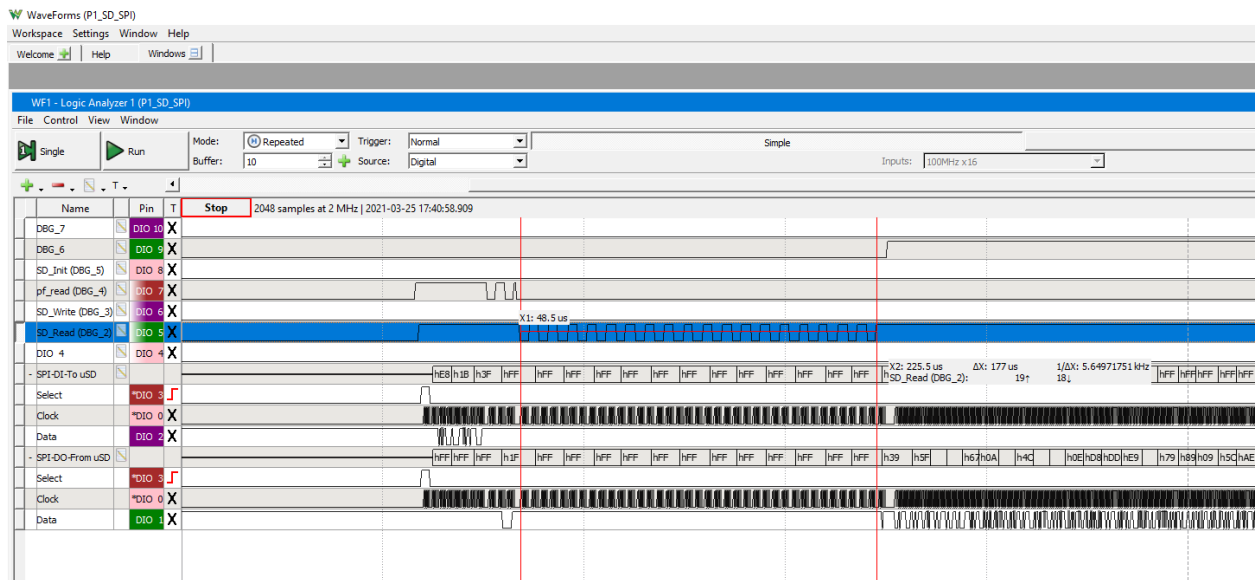 WaveForms (P1_SD_SPI)
Workspace Settings Window Help
Welcome Help Windows
WF1 - Logic Analyzer 1 (P1_SD_SPI)
File Control View Window
Single Run Mode: Repeated Trigger: Normal Simple
Buffer: 10 Source: Digital Inputs: 100MHz x16
T
Name Pin T Stop 2048 samples at 2 MHz | 2021-03-25 17:40:58.909
DBG_7 DIO 10 X
DBG_6 DIO 9 X
SD_Init (DBG_5) DIO 8 X
pf_read (DBG_4) DIO 7 X
SD_Write (DBG_3) DIO 6 X
X1: 48.5 us
SD_Read (DBG_2) DIO 5 X
DIO 4 DIO 4 X
X2: 225.5 us ΔX: 177 us 1/ΔX: 5.64971751 kHz
SD_Read (DBG_2): 19↑ 18↓
- SPI-DI-To uSD hE8 h1B h3F hFF hFF hFF hFF hFF hFF hFF hFF hFF hFF hFF hFF hFF hFF hFF hFF hFF
Select *DIO 3
Clock *DIO 0 X
Data DIO 2 X
- SPI-DO-From uSD hFF hFF hFF h1F hFF hFF hFF hFF hFF hFF hFF hFF hFF hFF hFF hFF h39 h5F h67 h0A h4C h0E hD8 hDD hE9 h79 h89 h09 h5C hAE
Select *DIO 3
Clock *DIO 0 X
Data DIO 1 X